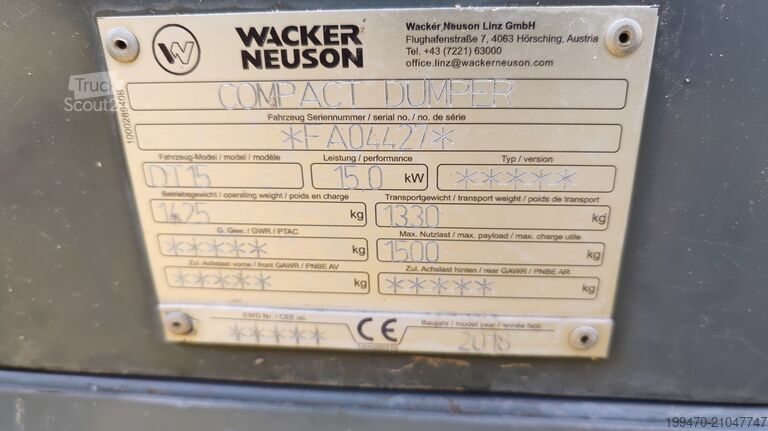 WACKER
NEUSON
Wacker Neuson Linz GmbH
Flughafenstraße 7, 4063 Hörsching, Austria
Tel. +43 (7221) 63000
office.linz@wackerneuson.com
Truck
Scout24
1000289408
COMPACT DUMPER
Fahrzeug Seriennummer / serial no. / no. de série
*FA04427*
Fahrzeug-Model / model / modèle
Leistung / performance
Typ / version
DT15
15,0 kW
*****
Betriebsgewicht / operating weight / poids en charge
Transportgewicht / transport weight / poids de transport
1425 kg
1330 kg
G. Gew. / GWR / PTAC
Max. Nutzlast / max. payload / max. charge utile
***** kg
1500 kg
Zul. Achslast vorne / front GAWR / PNBE AV
Zul. Achslast hinten / rear GAWR / PNBE AR
***** kg
***** kg
EWG Nr. / CEE no.
Baujahr / model year / année fabr.
*****
CE
2018
199470-21047747